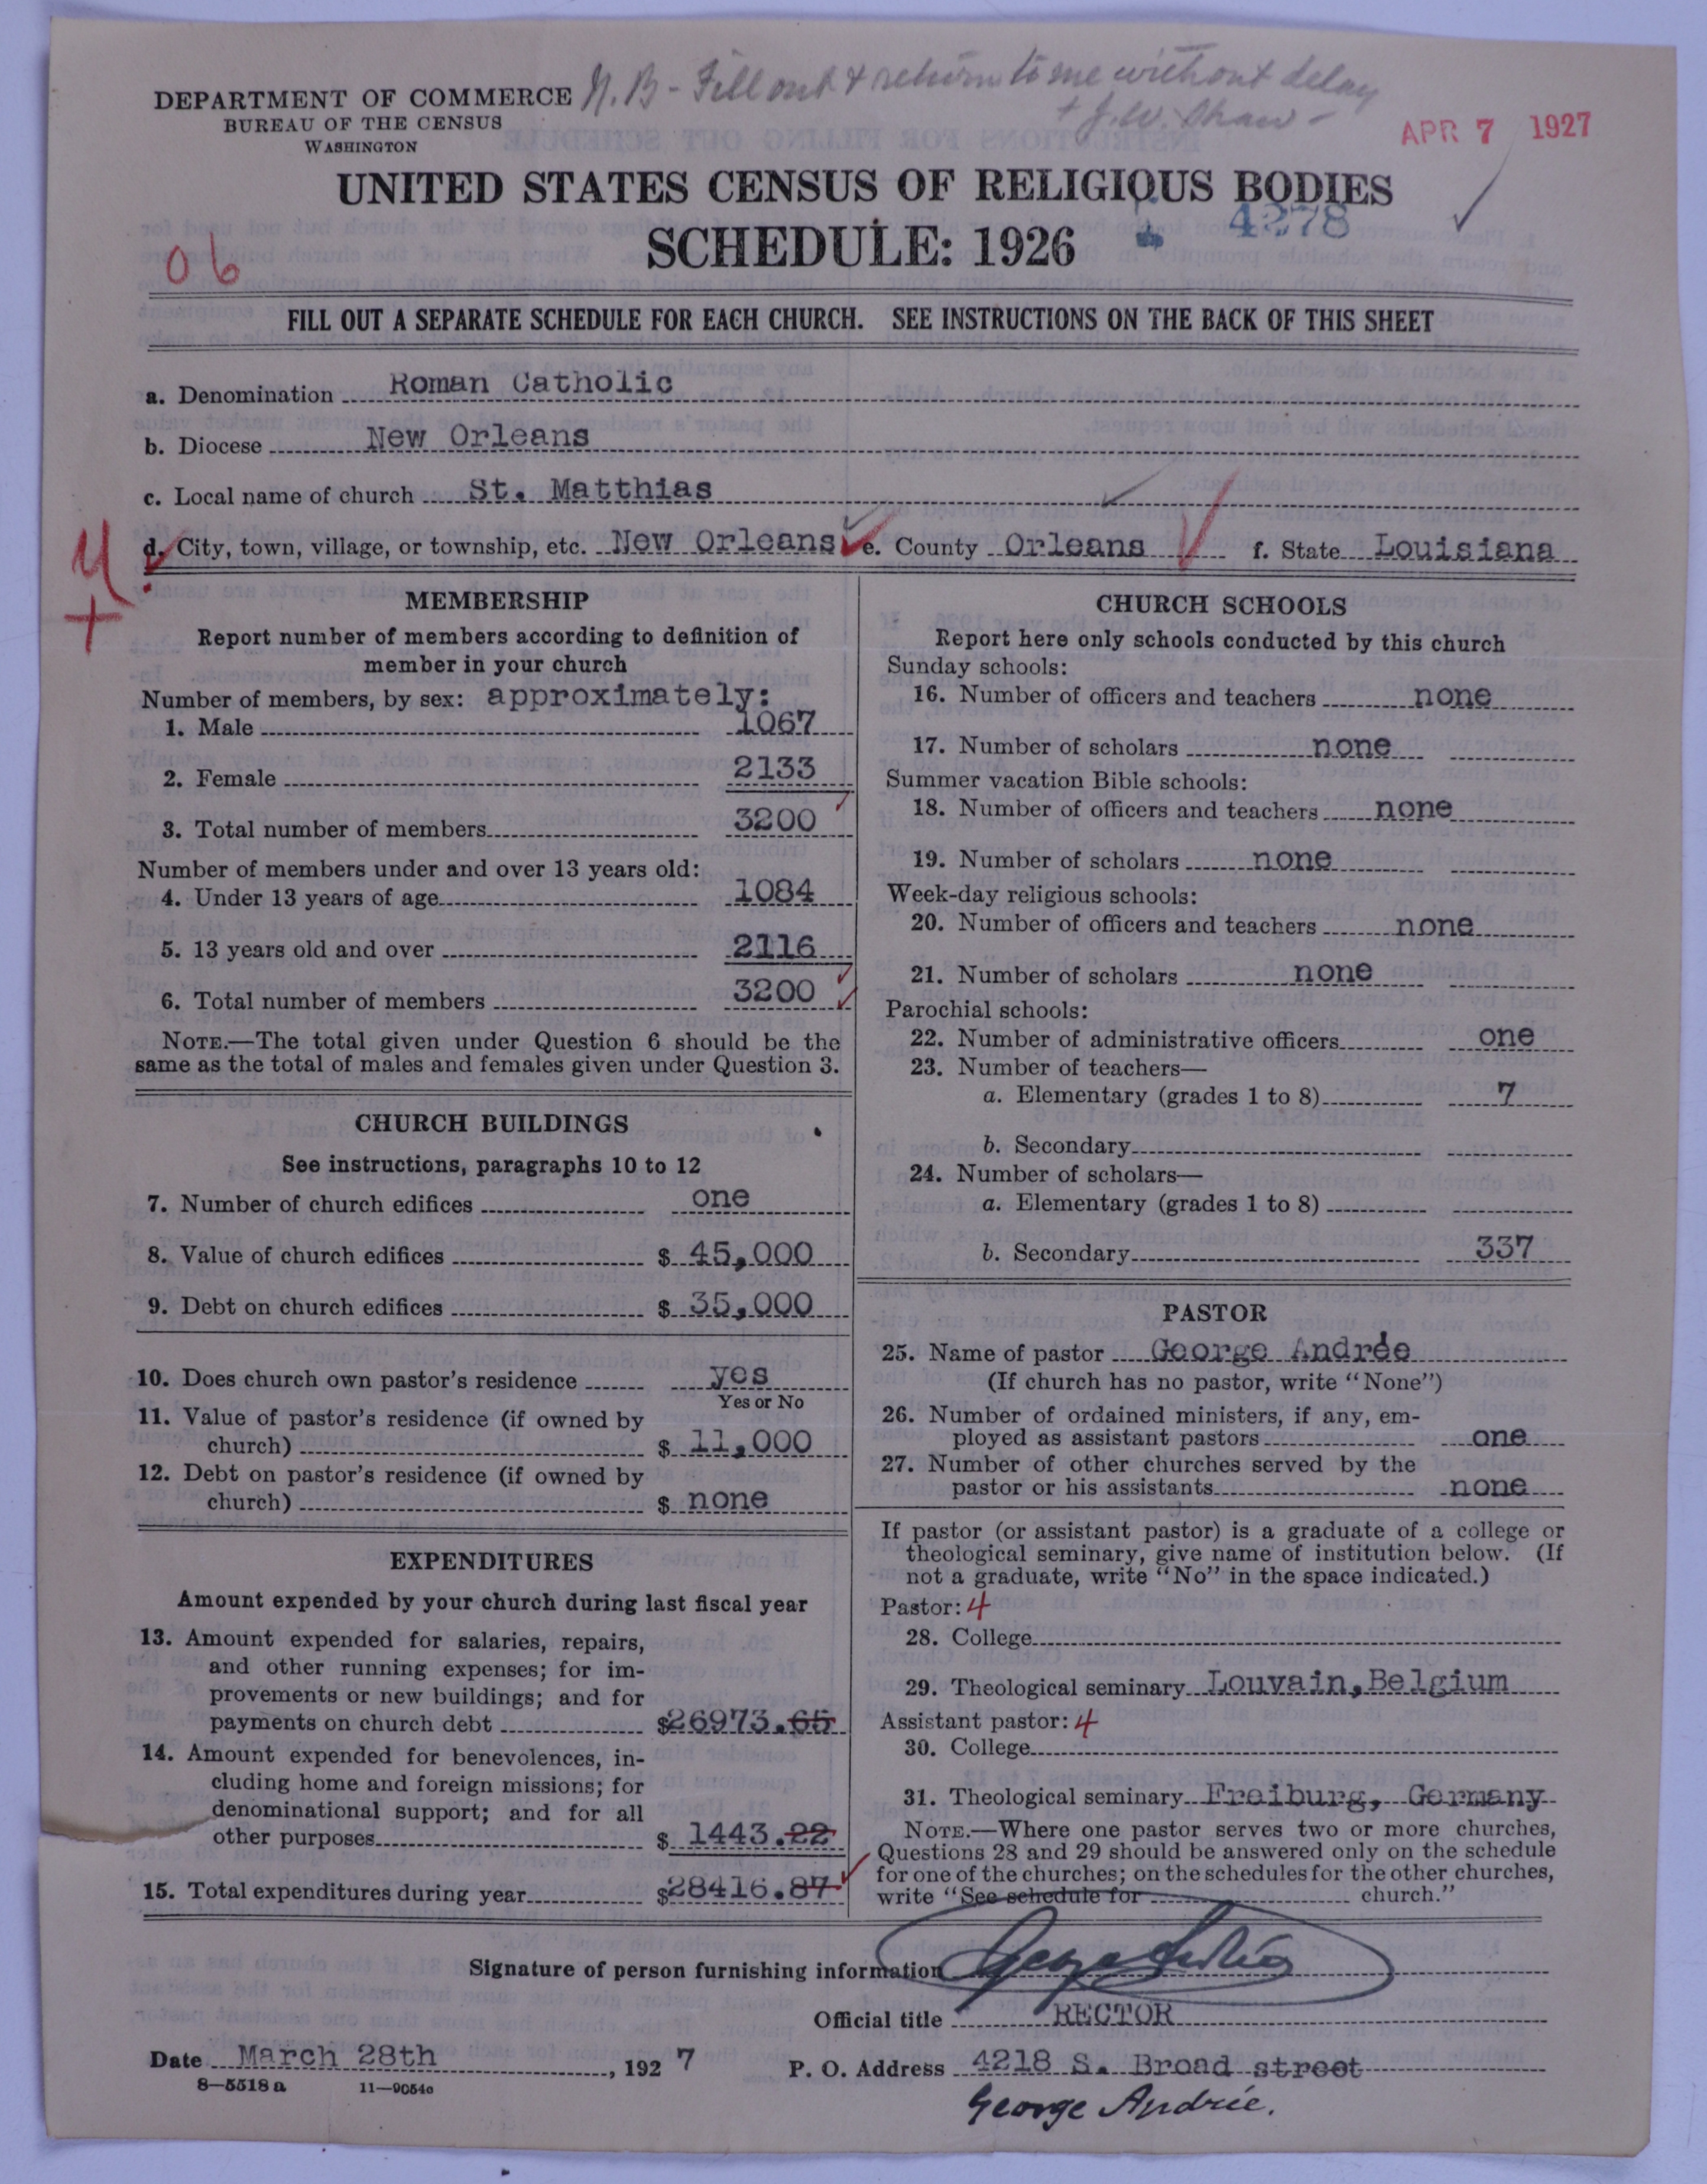 DEPARTMENT OF COMMERCE
BUREAU OF THE CENSUS
WASHINGTON
N. B - Fill out & return to me without delay
+ J. W. Shaw -
APR 7 1927
UNITED STATES CENSUS OF RELIGIOUS BODIES
4278
SCHEDULE: 1926
06
FILL OUT A SEPARATE SCHEDULE FOR EACH CHURCH. SEE INSTRUCTIONS ON THE BACK OF THIS SHEET
a. Denomination Roman Catholic
b. Diocese New Orleans
c. Local name of church St. Matthias
d. City, town, village, or township, etc. New Orleans e. County Orleans f. State Louisiana
MEMBERSHIP
Report number of members according to definition of
member in your church
Number of members, by sex: approximately:
1. Male 1067
2. Female 2133
3. Total number of members 3200
Number of members under and over 13 years old:
4. Under 13 years of age 1084
5. 13 years old and over 2116
6. Total number of members 3200
NOTE.—The total given under Question 6 should be the
same as the total of males and females given under Question 3.
CHURCH BUILDINGS
See instructions, paragraphs 10 to 12
7. Number of church edifices one
8. Value of church edifices $ 45,000
9. Debt on church edifices $ 35,000
10. Does church own pastor's residence yes
Yes or No
11. Value of pastor's residence (if owned by
church) $ 11,000
12. Debt on pastor's residence (if owned by
church) $ none
EXPENDITURES
Amount expended by your church during last fiscal year
13. Amount expended for salaries, repairs,
and other running expenses; for im-
provements or new buildings; and for
payments on church debt $26973.65
14. Amount expended for benevolences, in-
cluding home and foreign missions; for
denominational support; and for all
other purposes $ 1443.22
15. Total expenditures during year $28416.87
CHURCH SCHOOLS
Report here only schools conducted by this church
Sunday schools:
16. Number of officers and teachers none
17. Number of scholars none
Summer vacation Bible schools:
18. Number of officers and teachers none
19. Number of scholars none
Week-day religious schools:
20. Number of officers and teachers none
21. Number of scholars none
Parochial schools:
22. Number of administrative officers one
23. Number of teachers—
a. Elementary (grades 1 to 8) 7
b. Secondary
24. Number of scholars—
a. Elementary (grades 1 to 8)
b. Secondary 337
PASTOR
25. Name of pastor George Andrée
(If church has no pastor, write "None")
26. Number of ordained ministers, if any, em-
ployed as assistant pastors one
27. Number of other churches served by the
pastor or his assistants none
If pastor (or assistant pastor) is a graduate of a college or
theological seminary, give name of institution below. (If
not a graduate, write "No" in the space indicated.)
Pastor: 4
28. College
29. Theological seminary Louvain, Belgium
Assistant pastor: 4
30. College
31. Theological seminary Freiburg, Germany
NOTE.—Where one pastor serves two or more churches,
Questions 28 and 29 should be answered only on the schedule
for one of the churches; on the schedules for the other churches,
write "See schedule for church."
Signature of person furnishing information George Andrée
Official title RECTOR
Date March 28th, 1927 P. O. Address 4218 S. Broad street
8—5518a 11—9054a
George Andrée.